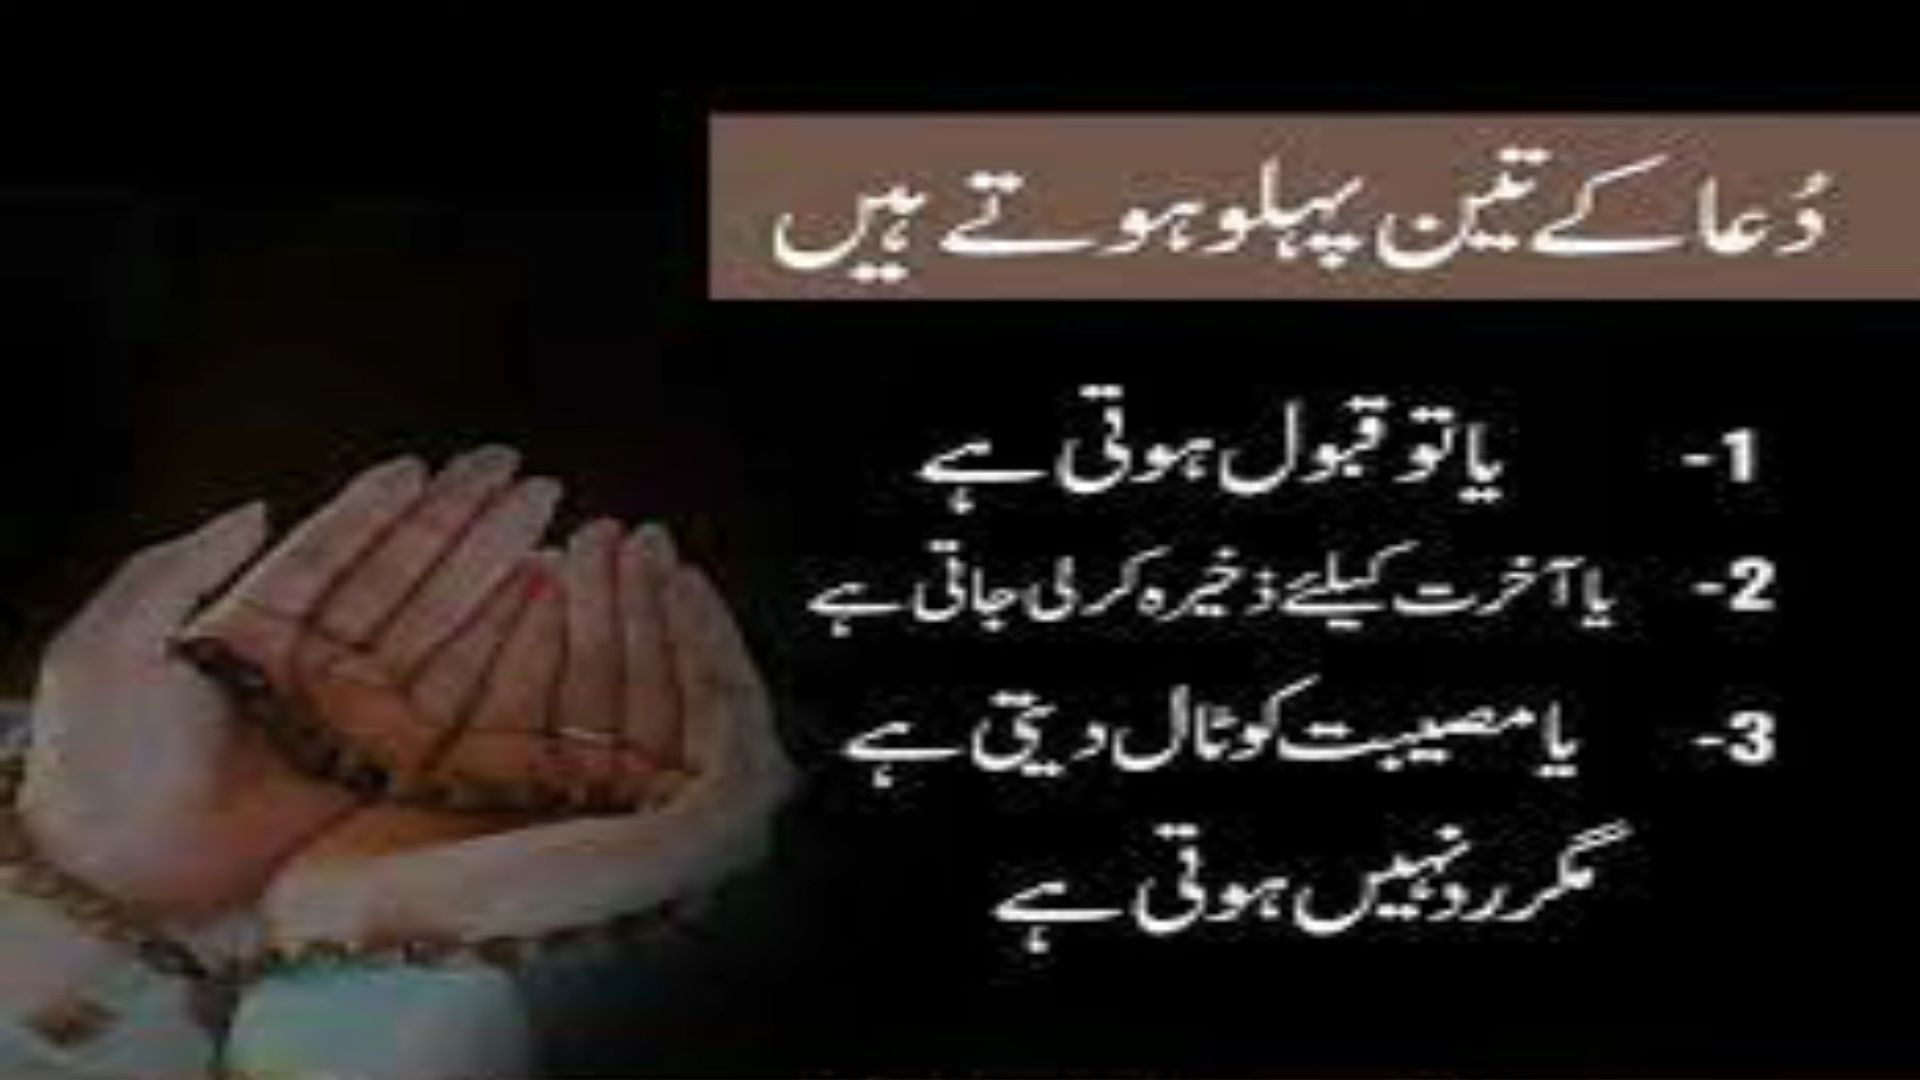 دُعا کے تین پہلو ہوتے ہیں
1- یا تو قبول ہوتی ہے
2- یا آخرت کیلئے ذخیرہ کر لی جاتی ہے
3- یا مصیبت کو ٹال دیتی ہے
مگر رد نہیں ہوتی ہے